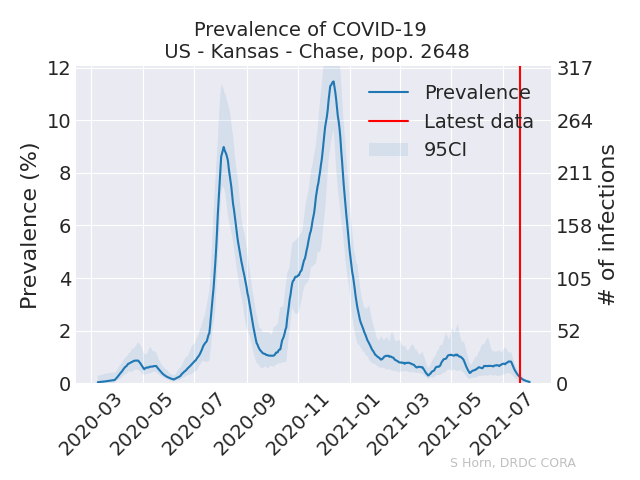 Prevalence of COVID-19
US - Kansas - Chase, pop. 2648
Prevalence (%)
12
10
8
6
4
2
0
Prevalence
Latest data
95CI
317
264
211
158
105
52
0
# of infections
2020-03
2020-05
2020-07
2020-09
2020-11
2021-01
2021-03
2021-05
2021-07
S Horn, DRDC CORA